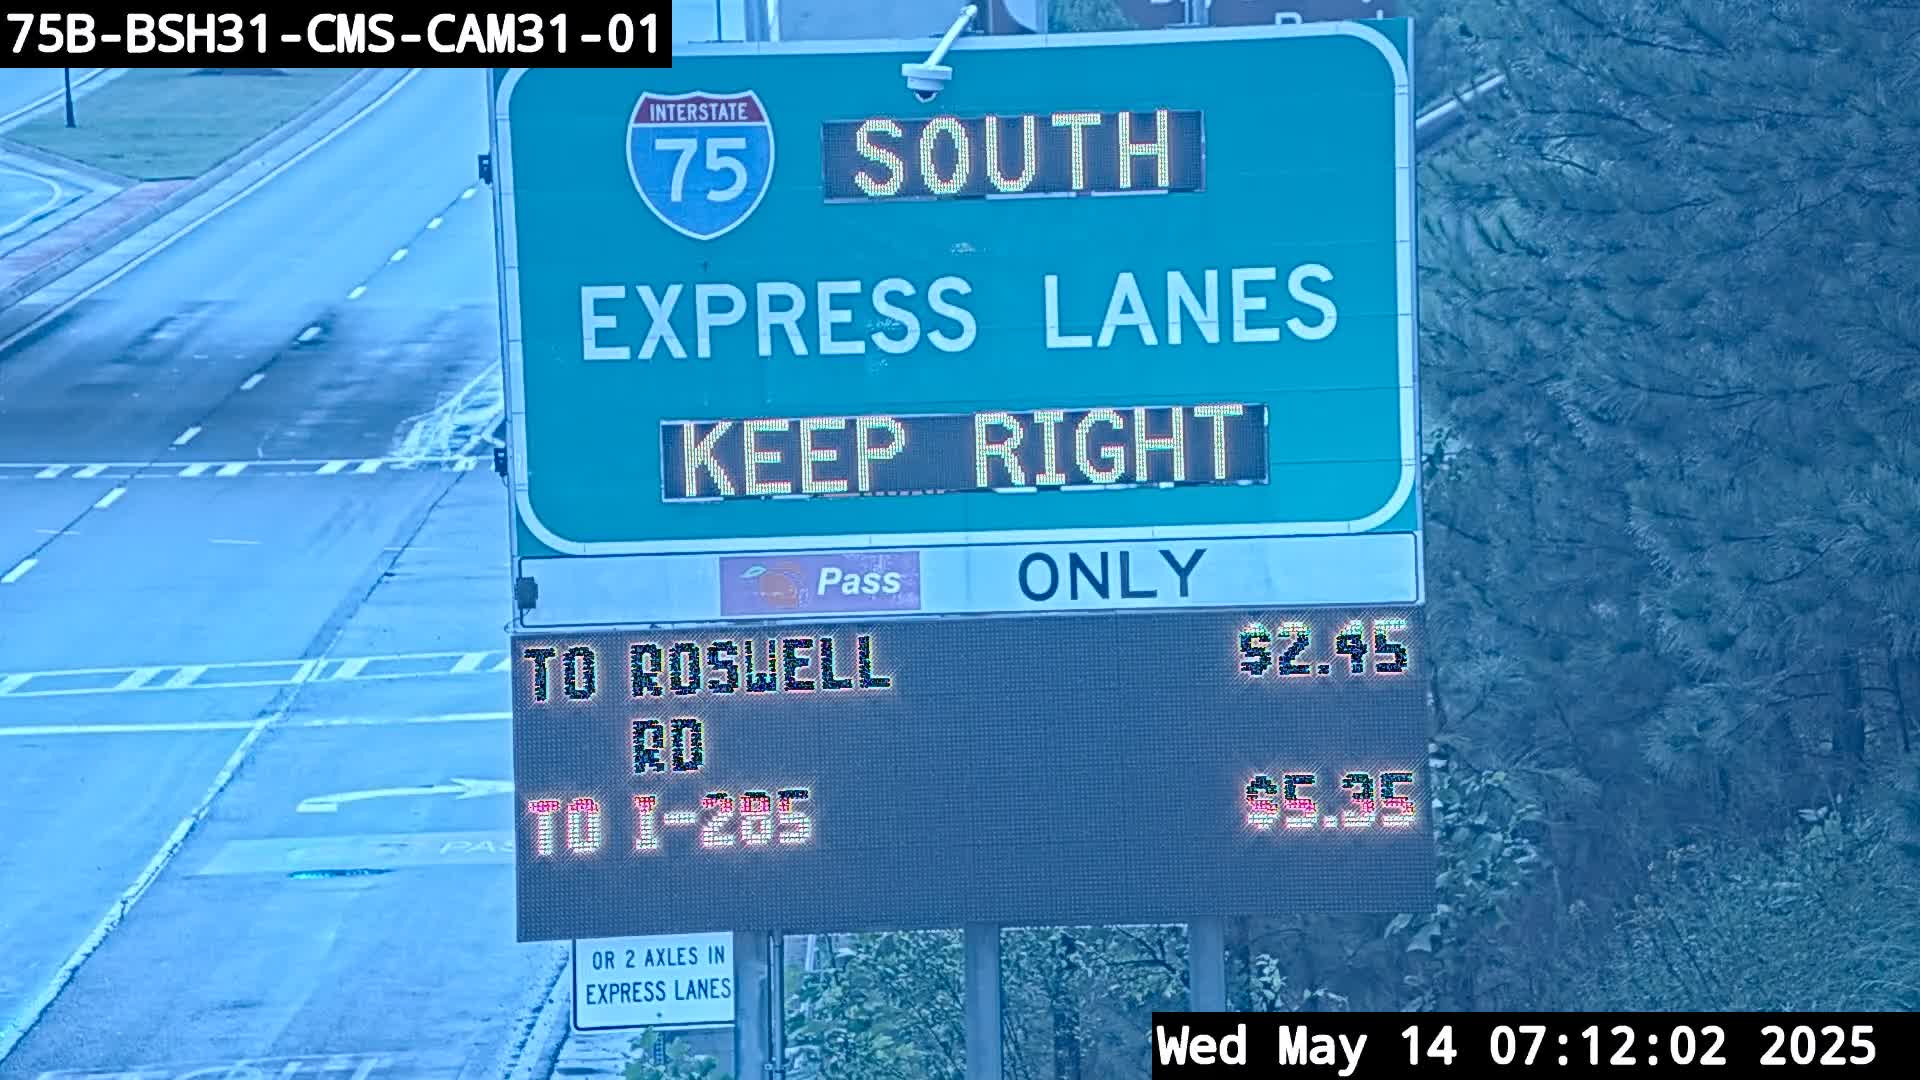 75B-BSH31-CMS-CAM31-01
INTERSTATE
75
SOUTH
EXPRESS LANES
KEEP RIGHT
Pass ONLY
TO ROSWELL $2.45
RD
TO I-285 $5.35
OR 2 AXLES IN
EXPRESS LANES
Wed May 14 07:12:02 2025